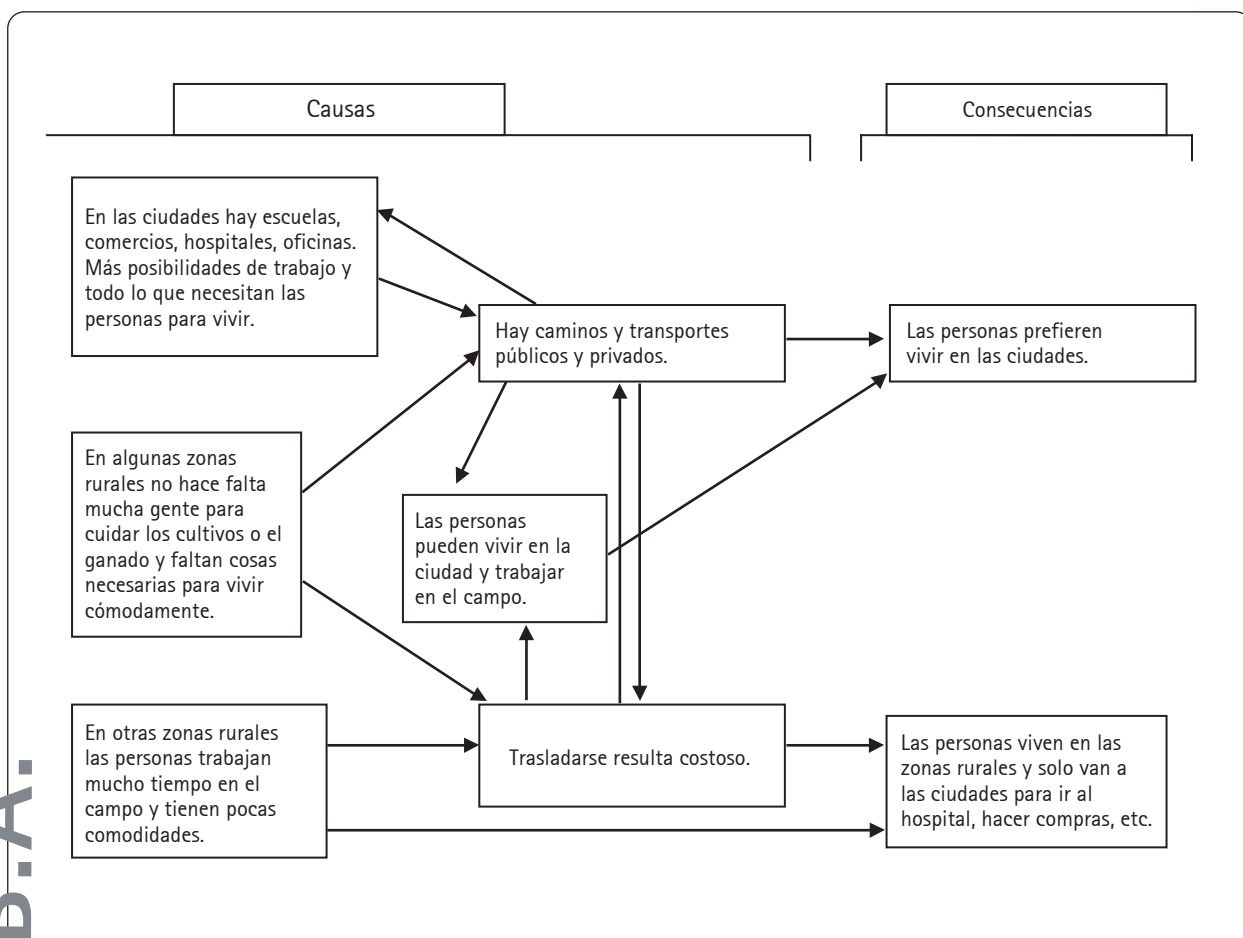 Causas
Consecuencias
En las ciudades hay escuelas,
comercios, hospitales, oficinas.
Más posibilidades de trabajo y
todo lo que necesitan las
personas para vivir.
Hay caminos y transportes
públicos y privados.
Las personas prefieren
vivir en las ciudades.
En algunas zonas
rurales no hace falta
mucha gente para
cuidar los cultivos o el
ganado y faltan cosas
necesarias para vivir
cómodamente.
Las personas
pueden vivir en la
ciudad y trabajar
en el campo.
En otras zonas rurales
las personas trabajan
mucho tiempo en el
campo y tienen pocas
comodidades.
Trasladarse resulta costoso.
Las personas viven en las
zonas rurales y solo van a
las ciudades para ir al
hospital, hacer compras, etc.
B.A.